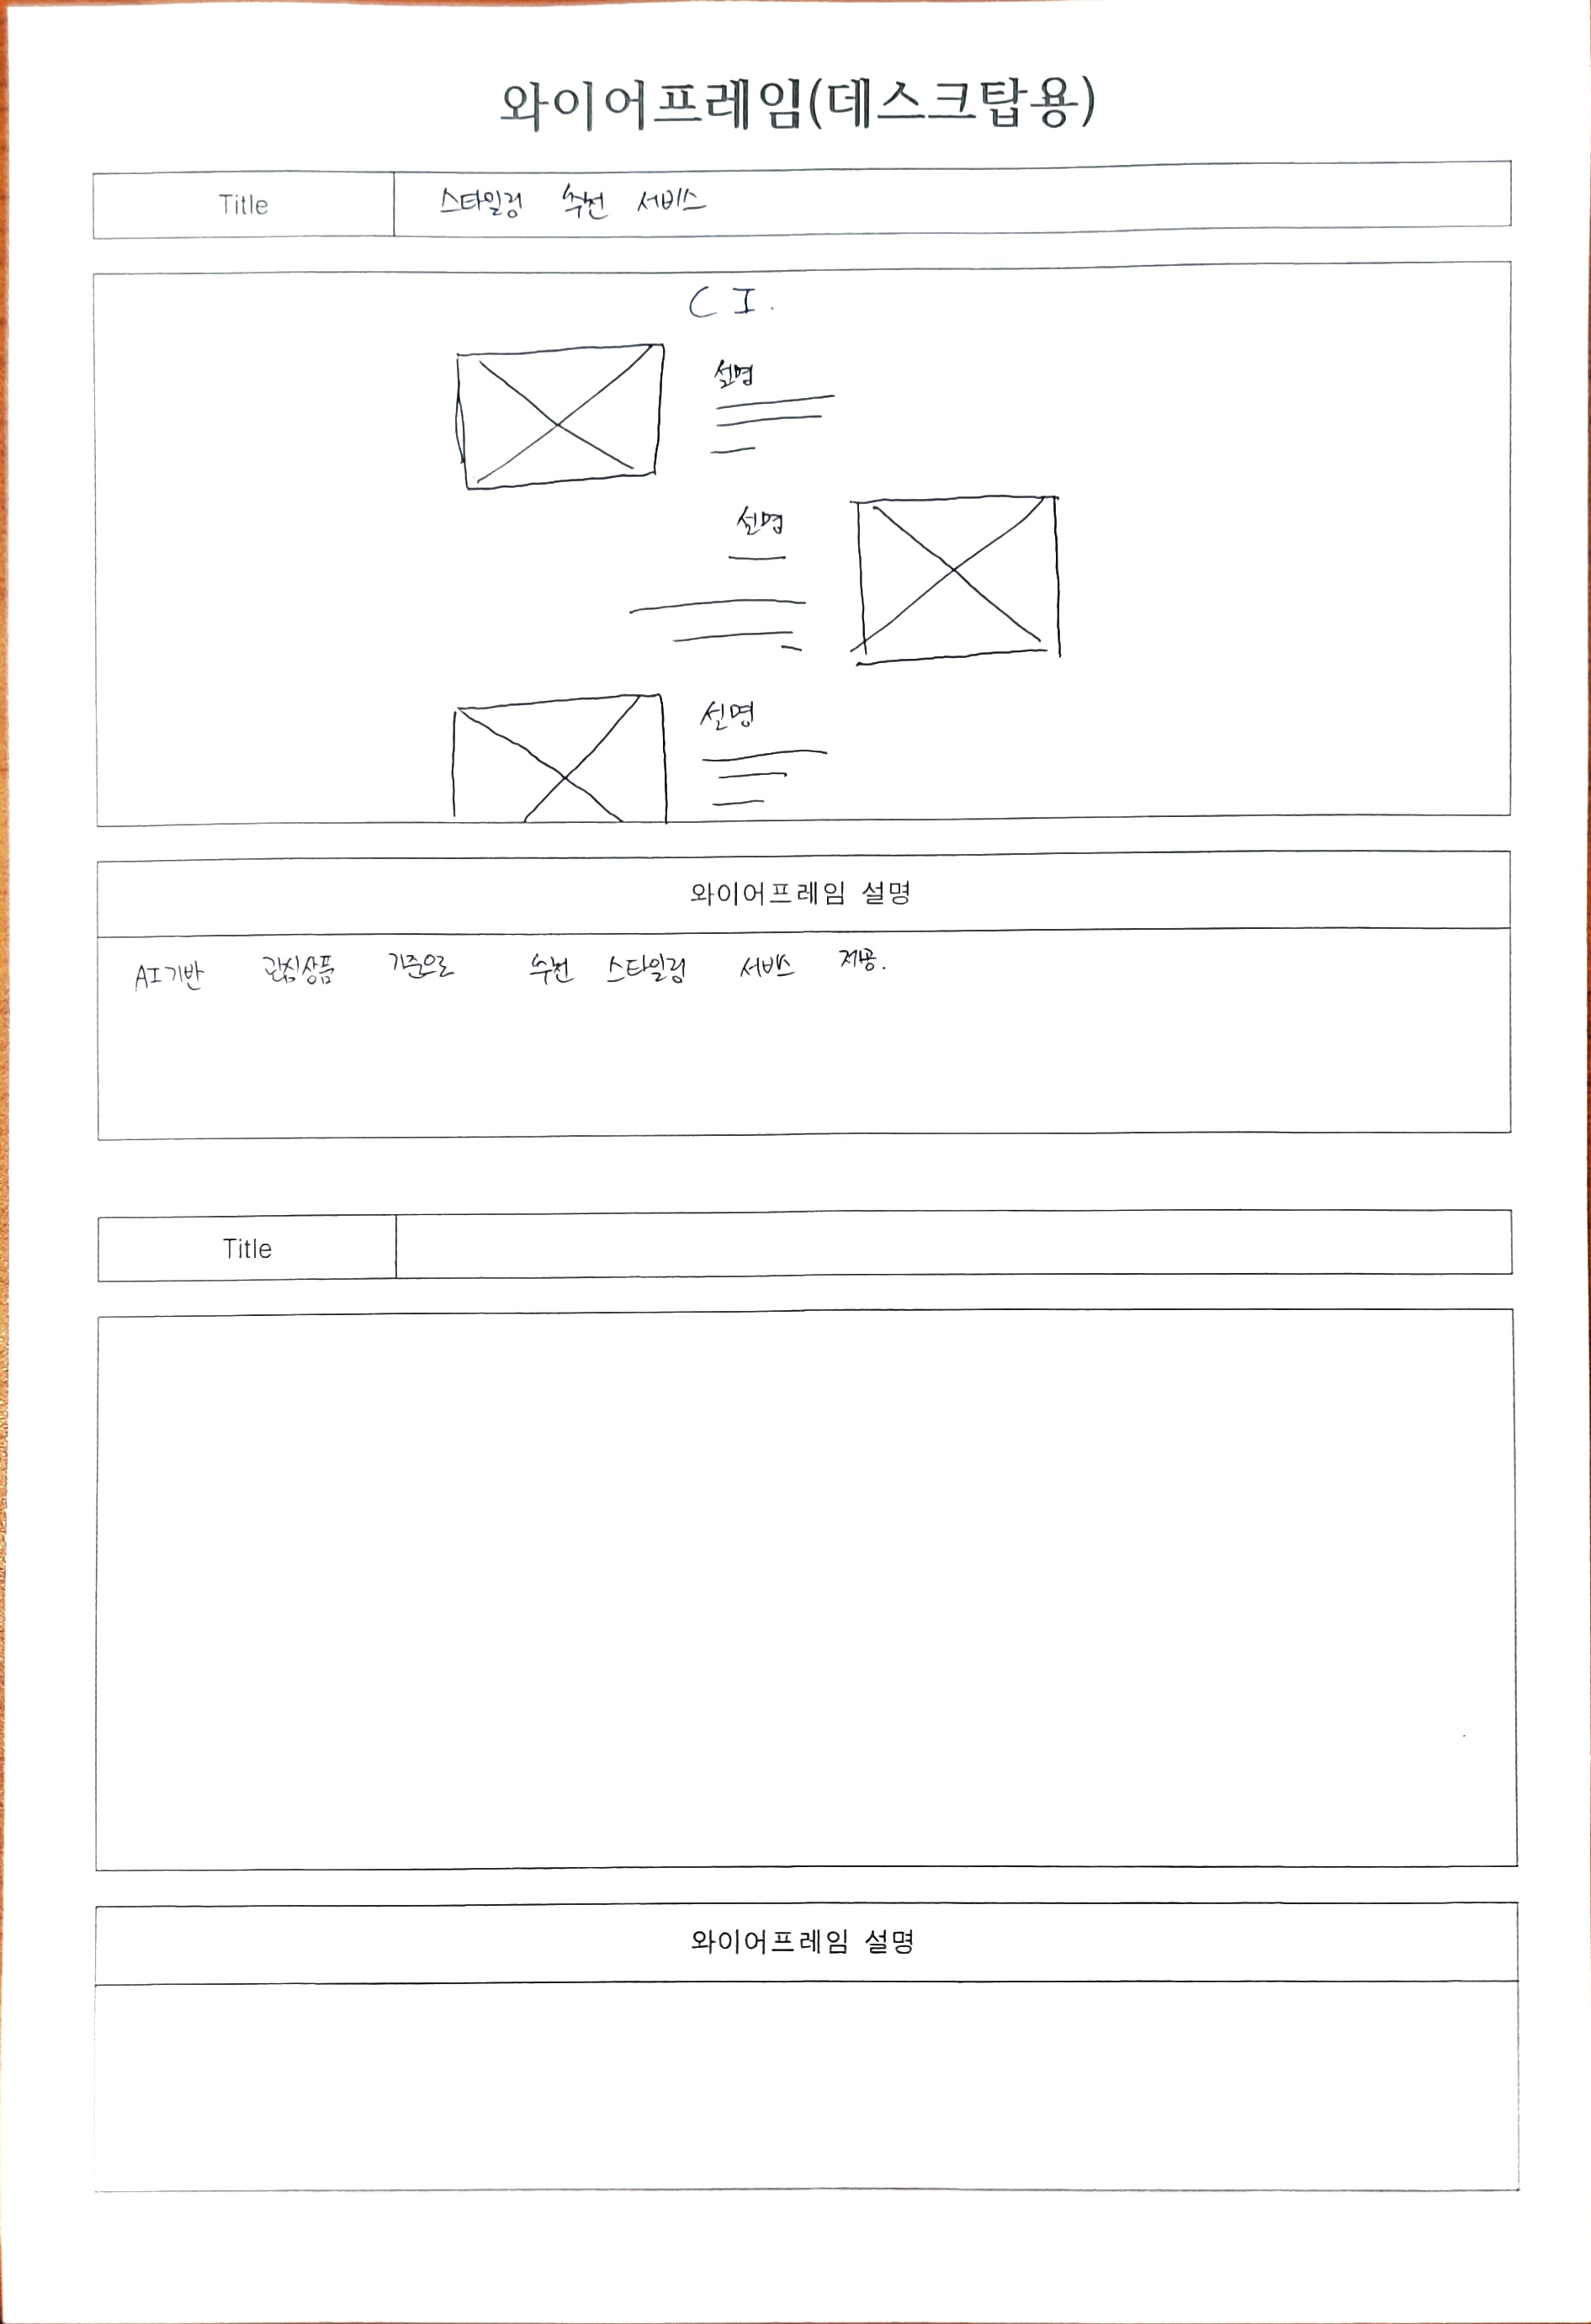 와이어프레임(데스크탑용)
Title 스타일링 추천 서비스
C I.
설명
설명
설명
와이어프레임 설명
AI기반 관심상품 기준으로 추천 스타일링 서비스 제공.
Title
와이어프레임 설명